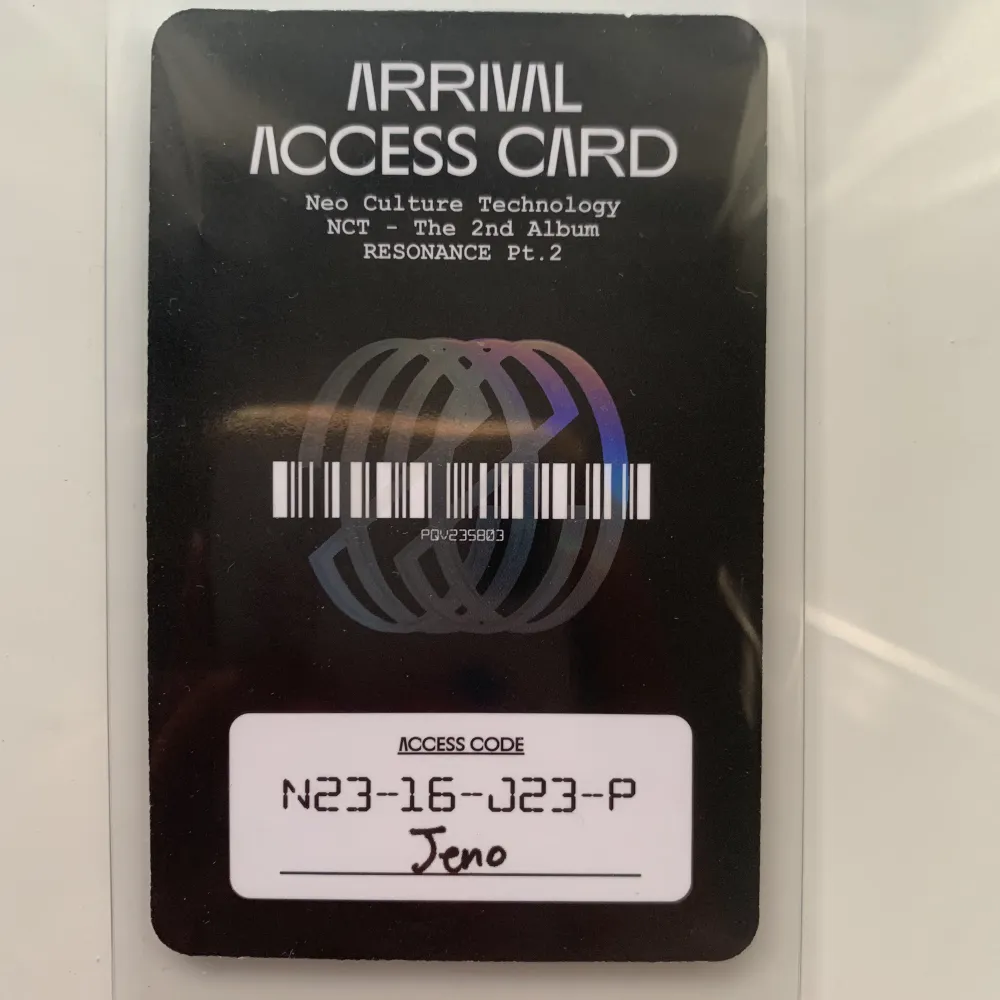 ARRIVAL
ACCESS CARD
Neo Culture Technology
NCT - The 2nd Album
RESONANCE Pt.2
PQV235803
ACCESS CODE
N23-16-J23-P
Jeno